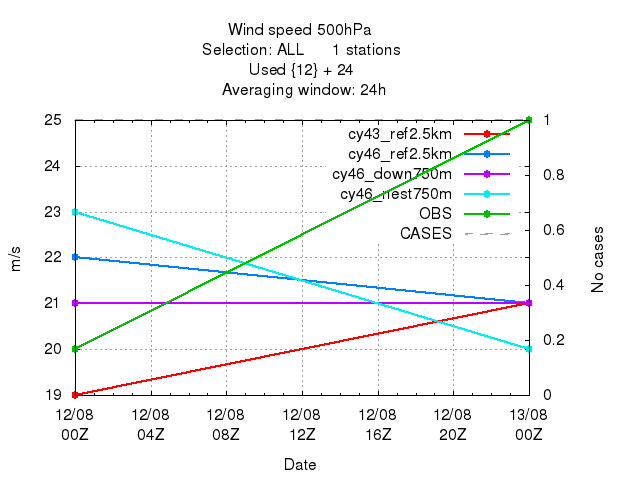 Wind speed 500hPa
Selection: ALL 1 stations
Used {12} + 24
Averaging window: 24h
25
24
23
22
21
20
19
m/s
1
0.8
0.6
0.4
0.2
0
No cases
cy43_ref2.5km
cy46_ref2.5km
cy46_down750m
cy46_nest750m
OBS
CASES
12/08 12/08 12/08 12/08 12/08 12/08 13/08
00Z 04Z 08Z 12Z 16Z 20Z 00Z
Date